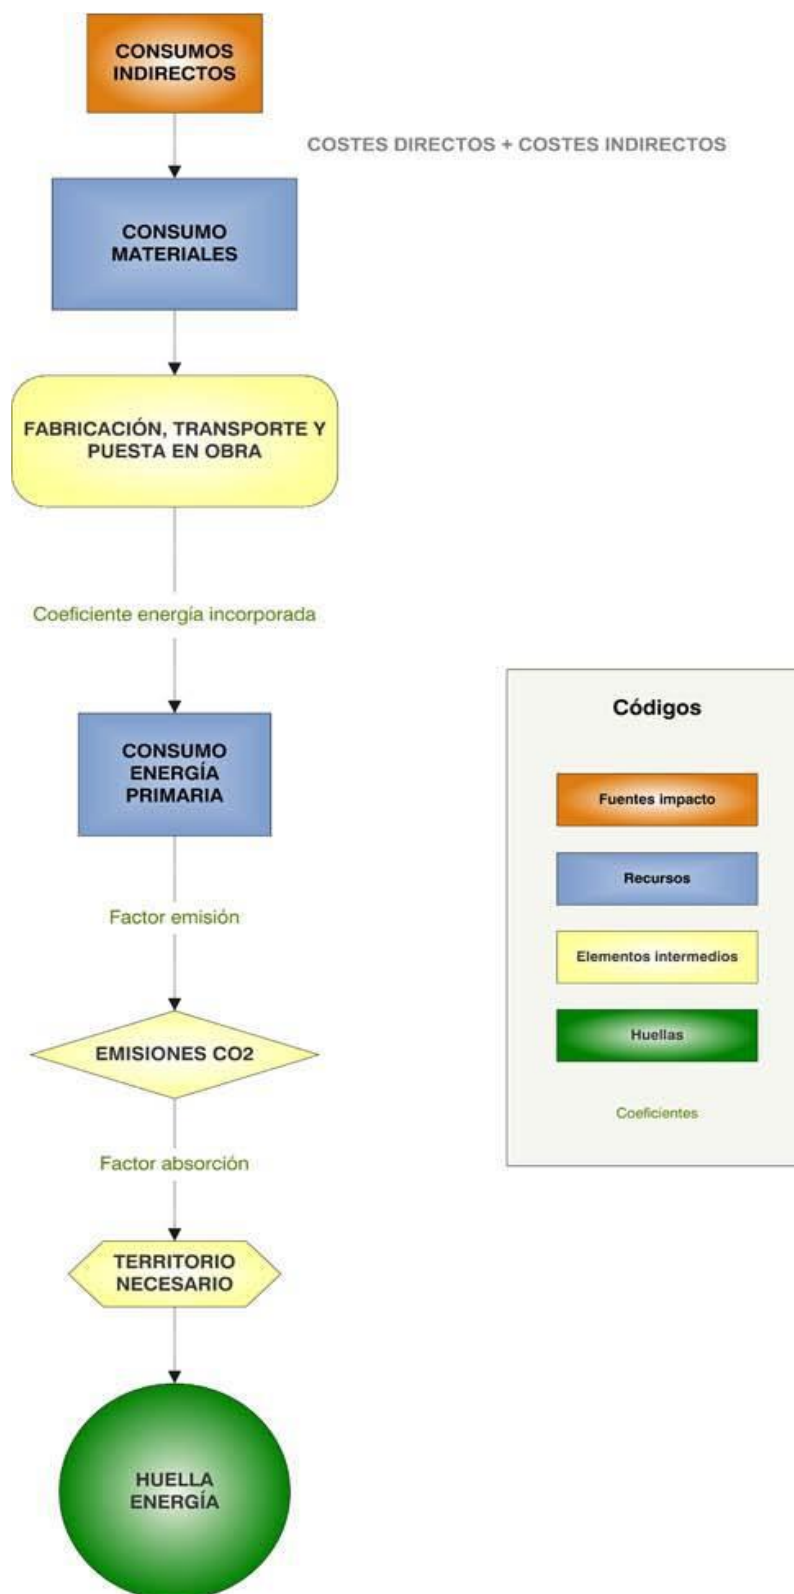 CONSUMOS
INDIRECTOS
COSTES DIRECTOS + COSTES INDIRECTOS
CONSUMO
MATERIALES
FABRICACIÓN, TRANSPORTE Y
PUESTA EN OBRA
Coeficiente energía incorporada
CONSUMO
ENERGÍA
PRIMARIA
Factor emisión
EMISIONES CO2
Factor absorción
TERRITORIO
NECESARIO
HUELLA
ENERGÍA
Códigos
Fuentes impacto
Recursos
Elementos intermedios
Huellas
Coeficientes